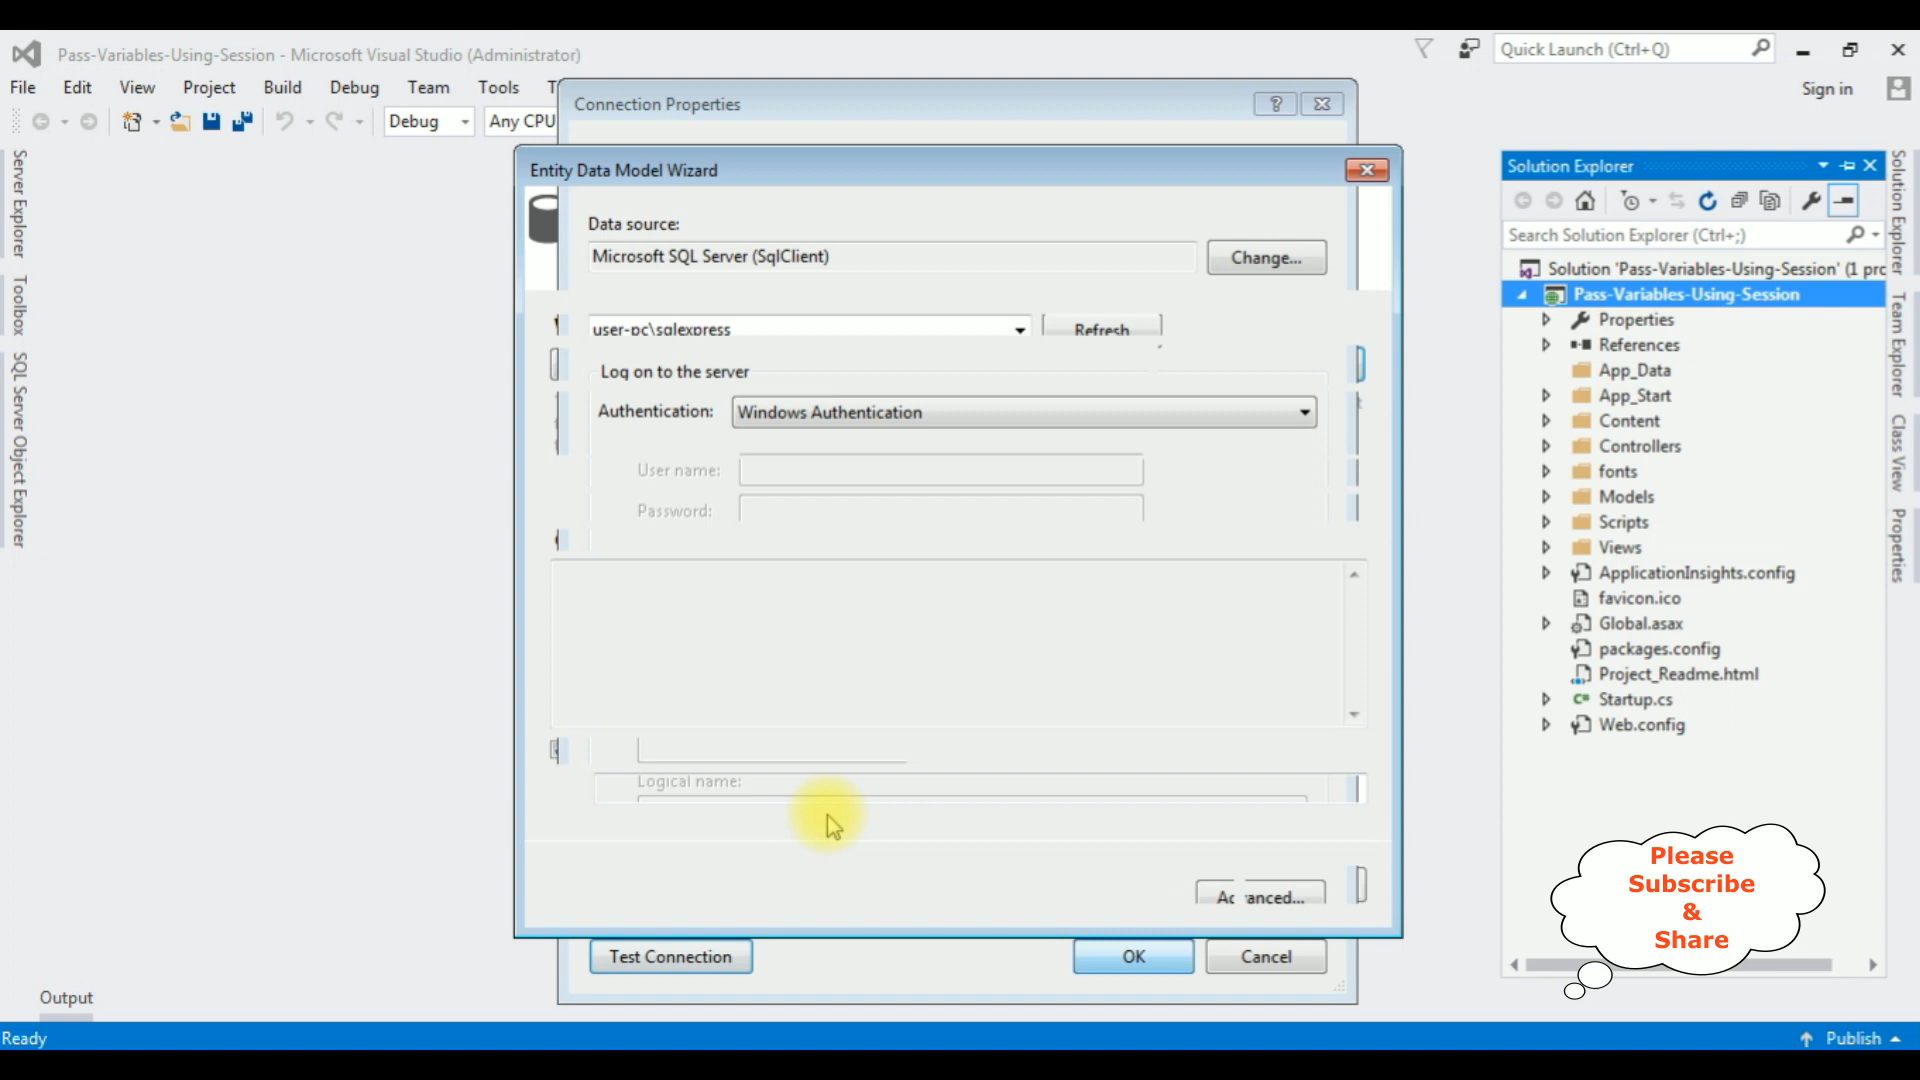 Pass-Variables-Using-Session - Microsoft Visual Studio (Administrator)
Quick Launch (Ctrl+Q)
File Edit View Project Build Debug Team Tools
Sign in
Debug
Any CPU
Server Explorer
Toolbox
SQL Server Object Explorer
Connection Properties
Entity Data Model Wizard
Data source:
Microsoft SQL Server (SqlClient)
Change...
user-pc\sqlexpress
Refresh
Log on to the server
Authentication:
Windows Authentication
User name:
Password:
Logical name:
Advanced...
Test Connection
OK
Cancel
Solution Explorer
Search Solution Explorer (Ctrl+;)
Solution 'Pass-Variables-Using-Session' (1 prc
Pass-Variables-Using-Session
Properties
References
App_Data
App_Start
Content
Controllers
fonts
Models
Scripts
Views
ApplicationInsights.config
favicon.ico
Global.asax
packages.config
Project_Readme.html
Startup.cs
Web.config
Solution Explorer
Team Explorer
Class View
Properties
Please
Subscribe
&
Share
Output
Ready
Publish